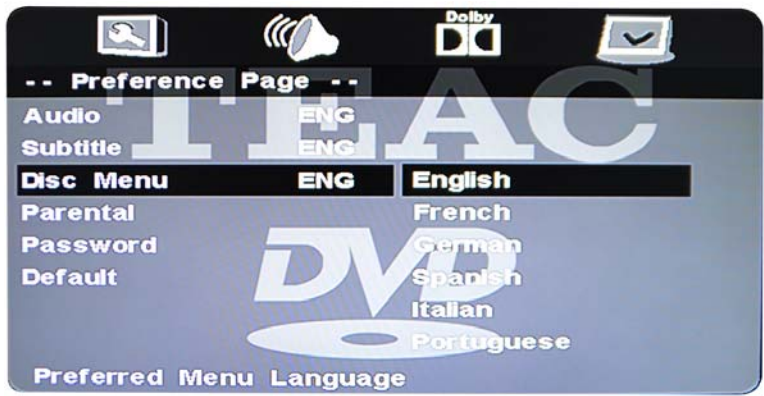 Dolby
-- Preference Page --
TEAC
Audio ENG
Subtitle ENG
Disc Menu ENG English
Parental French
Password German
Default Spanish
Italian
Portuguese
DVD
Preferred Menu Language